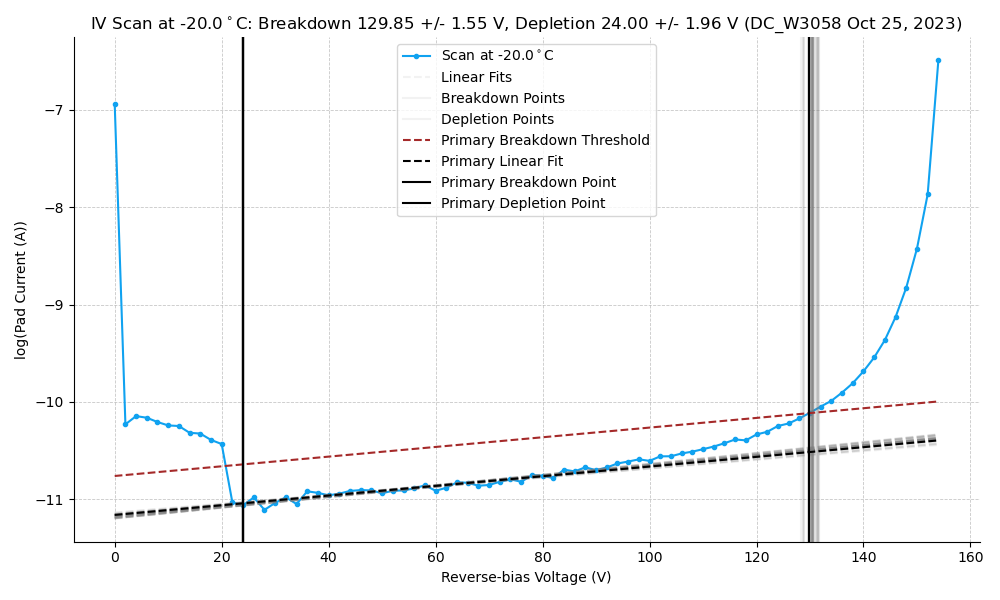 IV Scan at -20.0°C: Breakdown 129.85 +/- 1.55 V, Depletion 24.00 +/- 1.96 V (DC_W3058 Oct 25, 2023)
Scan at -20.0°C
Linear Fits
Breakdown Points
Depletion Points
Primary Breakdown Threshold
Primary Linear Fit
Primary Breakdown Point
Primary Depletion Point
log(Pad Current (A))
−7
−8
−9
−10
−11
0 20 40 60 80 100 120 140 160
Reverse-bias Voltage (V)